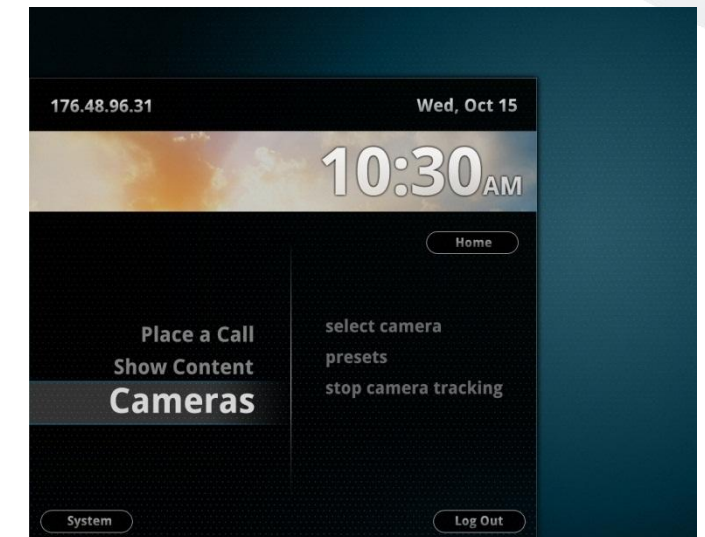 176.48.96.31 Wed, Oct 15
10:30AM
Home
Place a Call
Show Content
Cameras
select camera
presets
stop camera tracking
System
Log Out